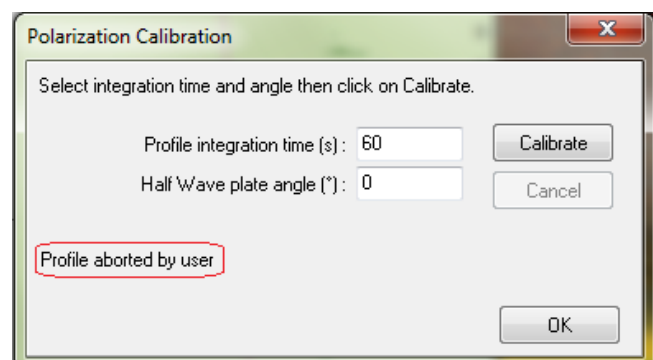 Polarization Calibration
Select integration time and angle then click on Calibrate.
Profile integration time (s) : 60 Calibrate
Half Wave plate angle (°) : 0 Cancel
Profile aborted by user
OK